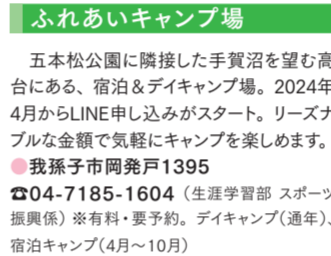 ふれあいキャンプ場
五本松公園に隣接した手賀沼を望む高
台にある、宿泊＆デイキャンプ場。2024年
4月からLINE申し込みがスタート。リーズナ
ブルな金額で気軽にキャンプを楽しめます。
●我孫子市岡発戸1395
☎04-7185-1604（生涯学習部 スポーツ
振興係）※有料・要予約。デイキャンプ（通年）、
宿泊キャンプ（4月～10月）